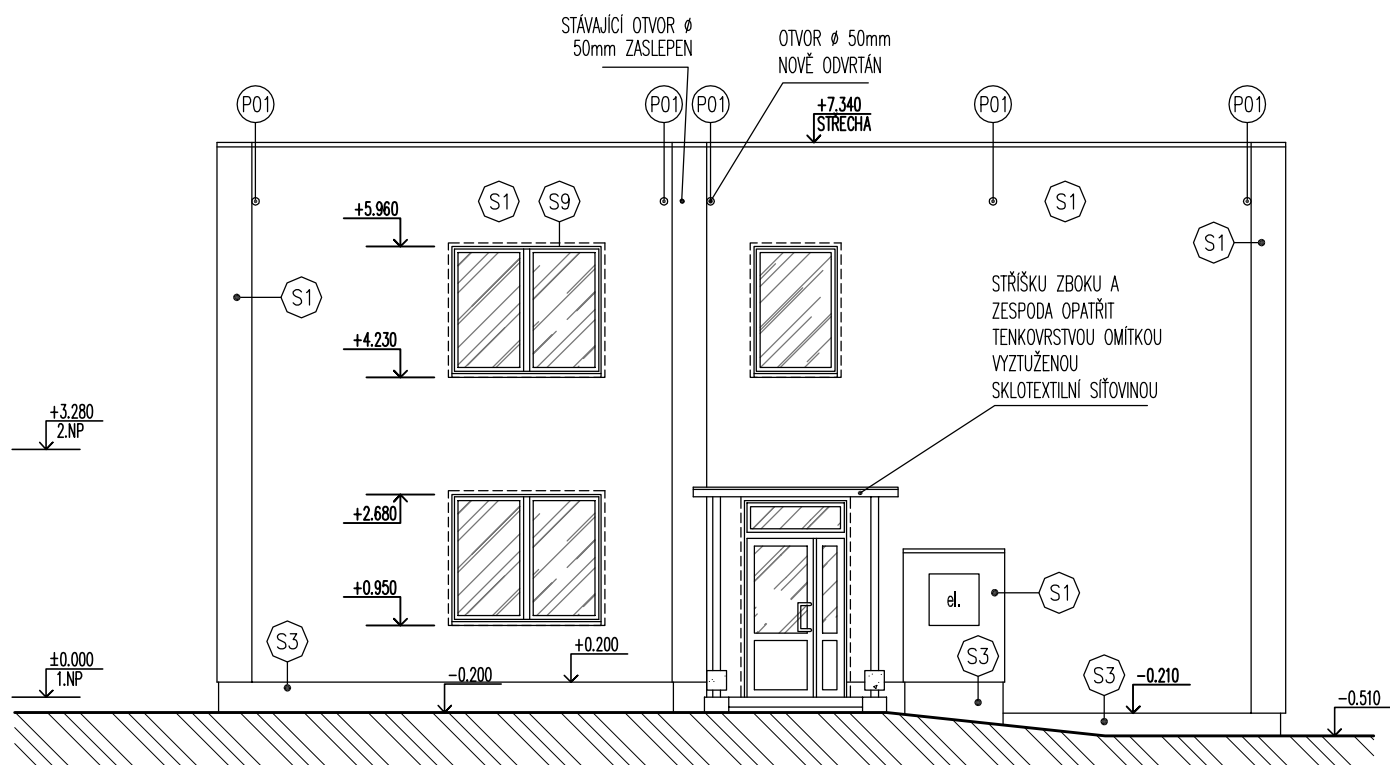 STÁVAJÍCÍ OTVOR ø
50mm ZASLEPEN
OTVOR ø 50mm
NOVĚ ODVRTÁN
P01
P01
P01
+7.340
STŘECHA
P01
P01
+5.960
S1
S9
S1
S1
S1
+4.230
STŘÍŠKU ZBOKU A
ZESPODA OPATŘIT
TENKOVRSTVOU OMÍTKOU
VYZTUŽENOU
SKLOTEXTILNÍ SÍŤOVINOU
+3.280
2.NP
+2.680
+0.950
el.
S1
S3
+0.200
S3
±0.000
1.NP
-0.200
S3
-0.210
-0.510